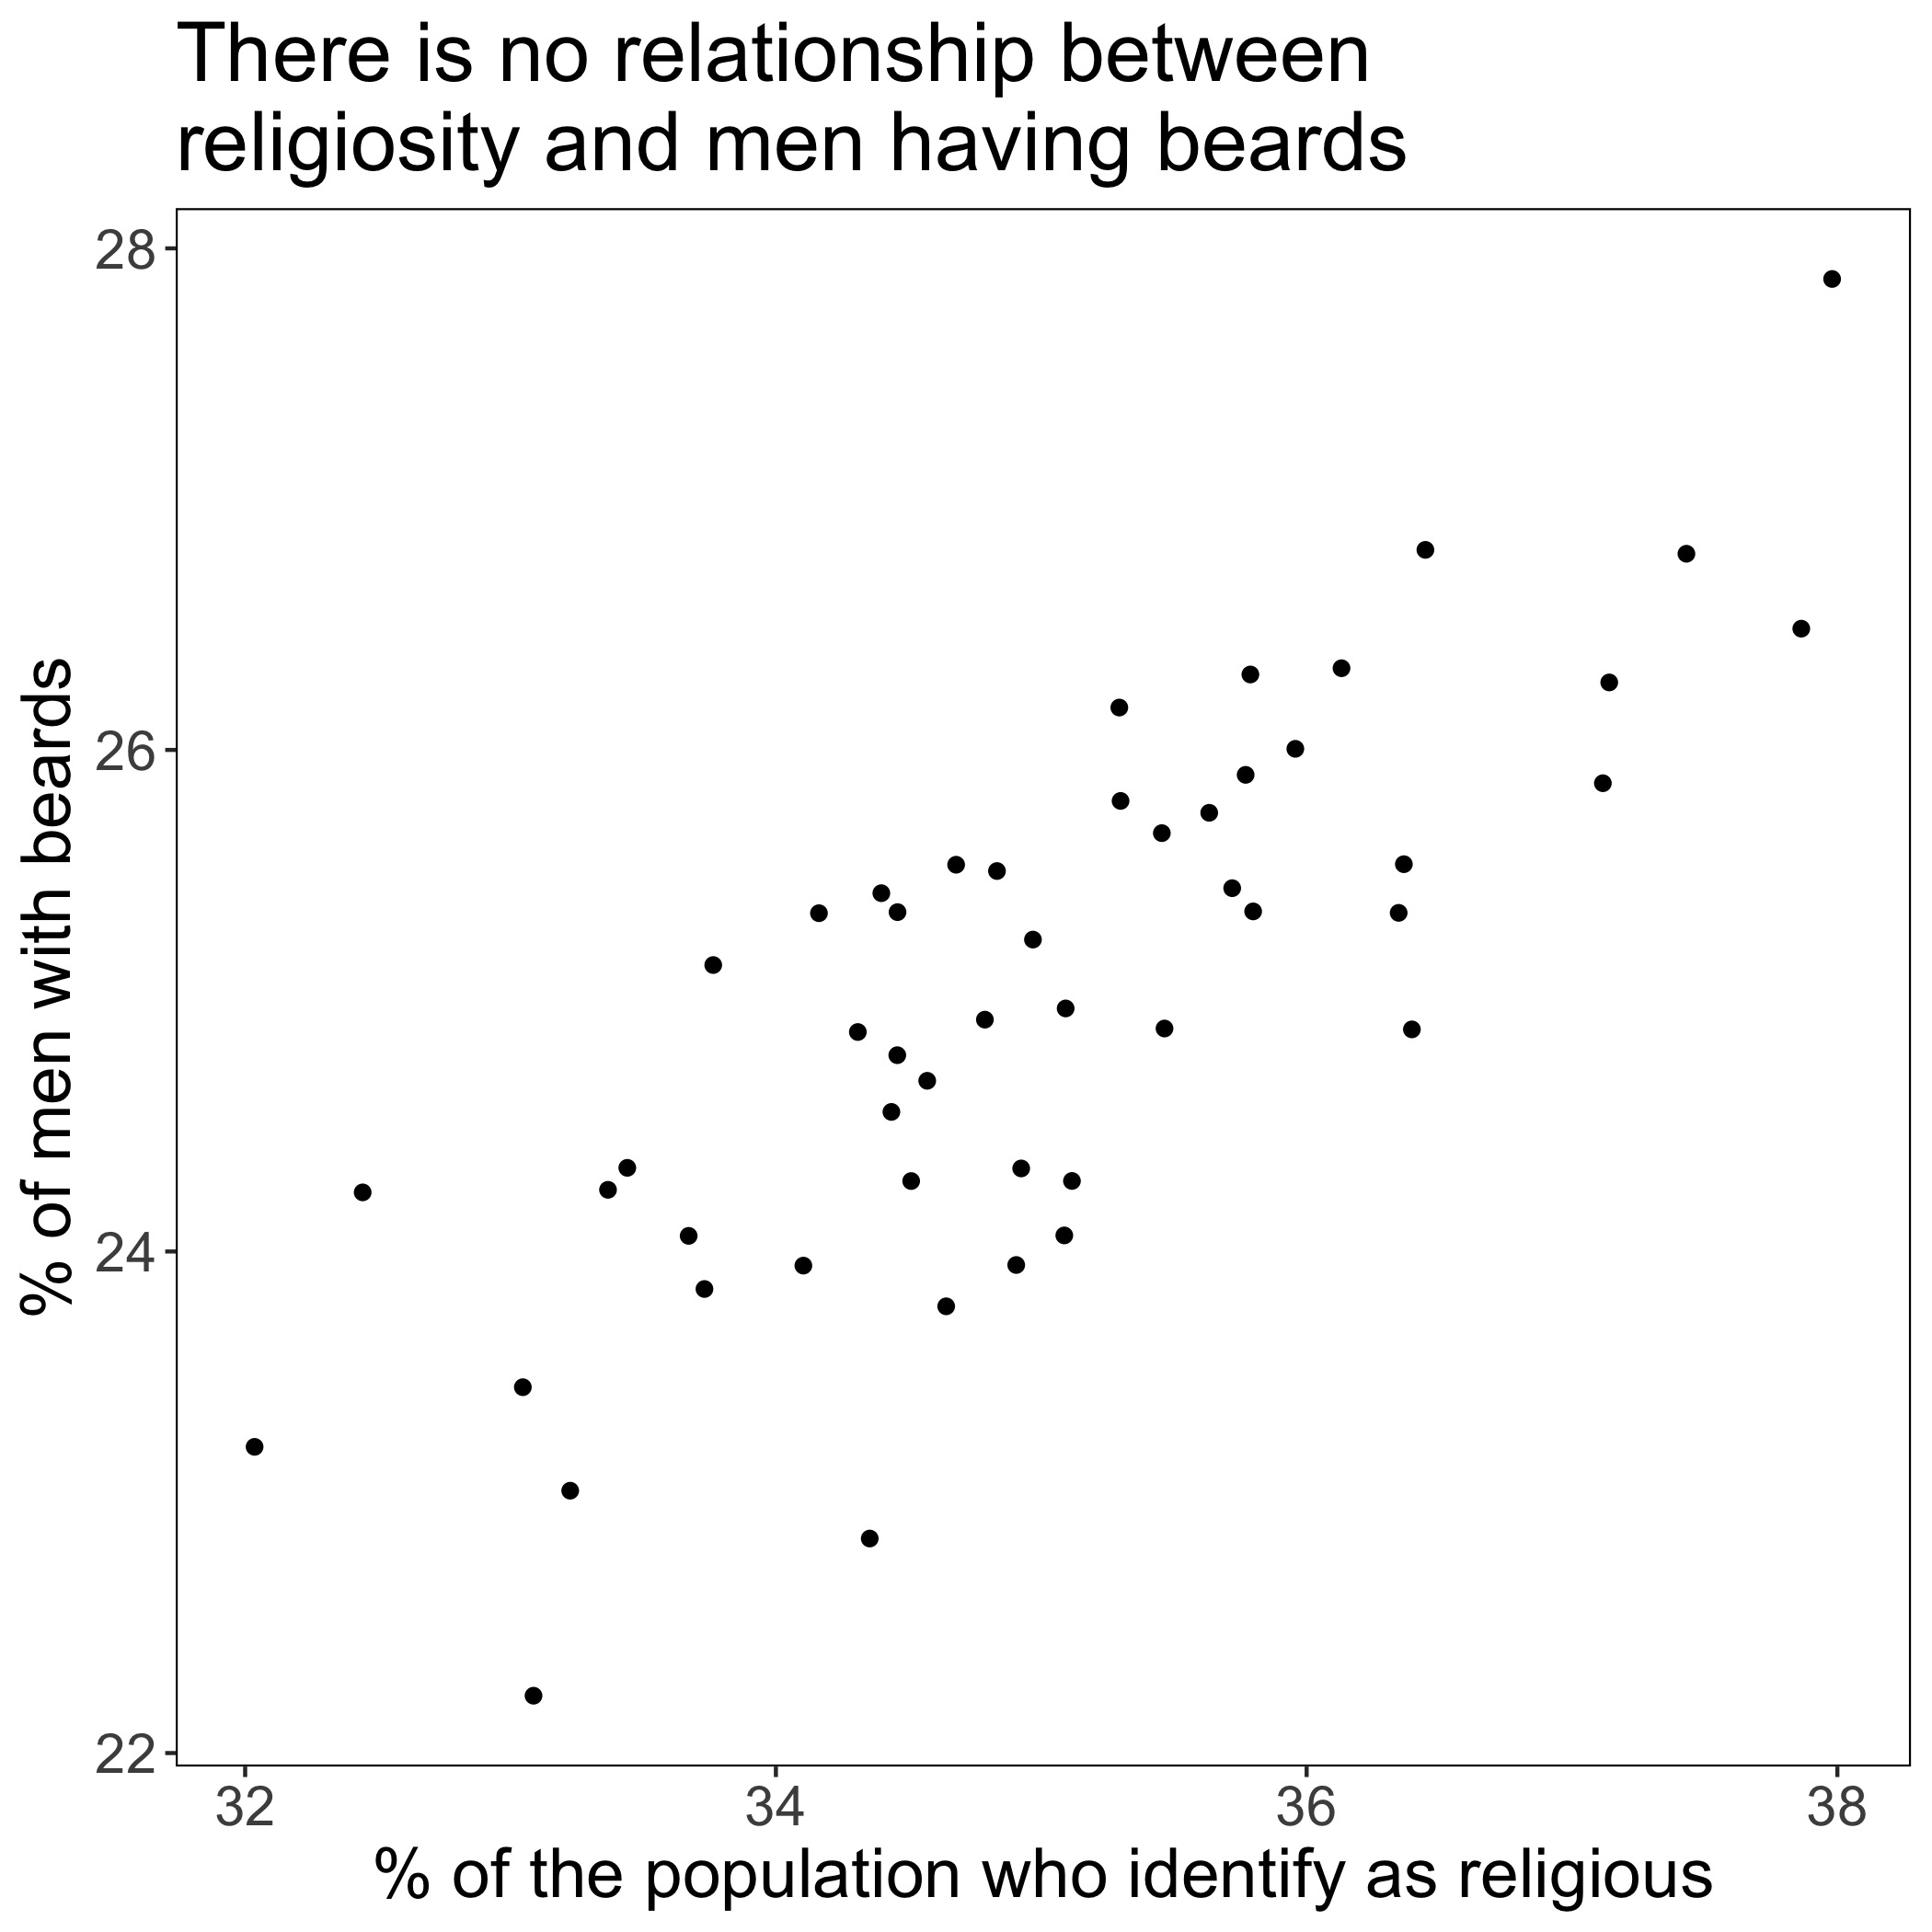 There is no relationship between
religiosity and men having beards
28
26
24
22
% of men with beards
32
34
36
38
% of the population who identify as religious